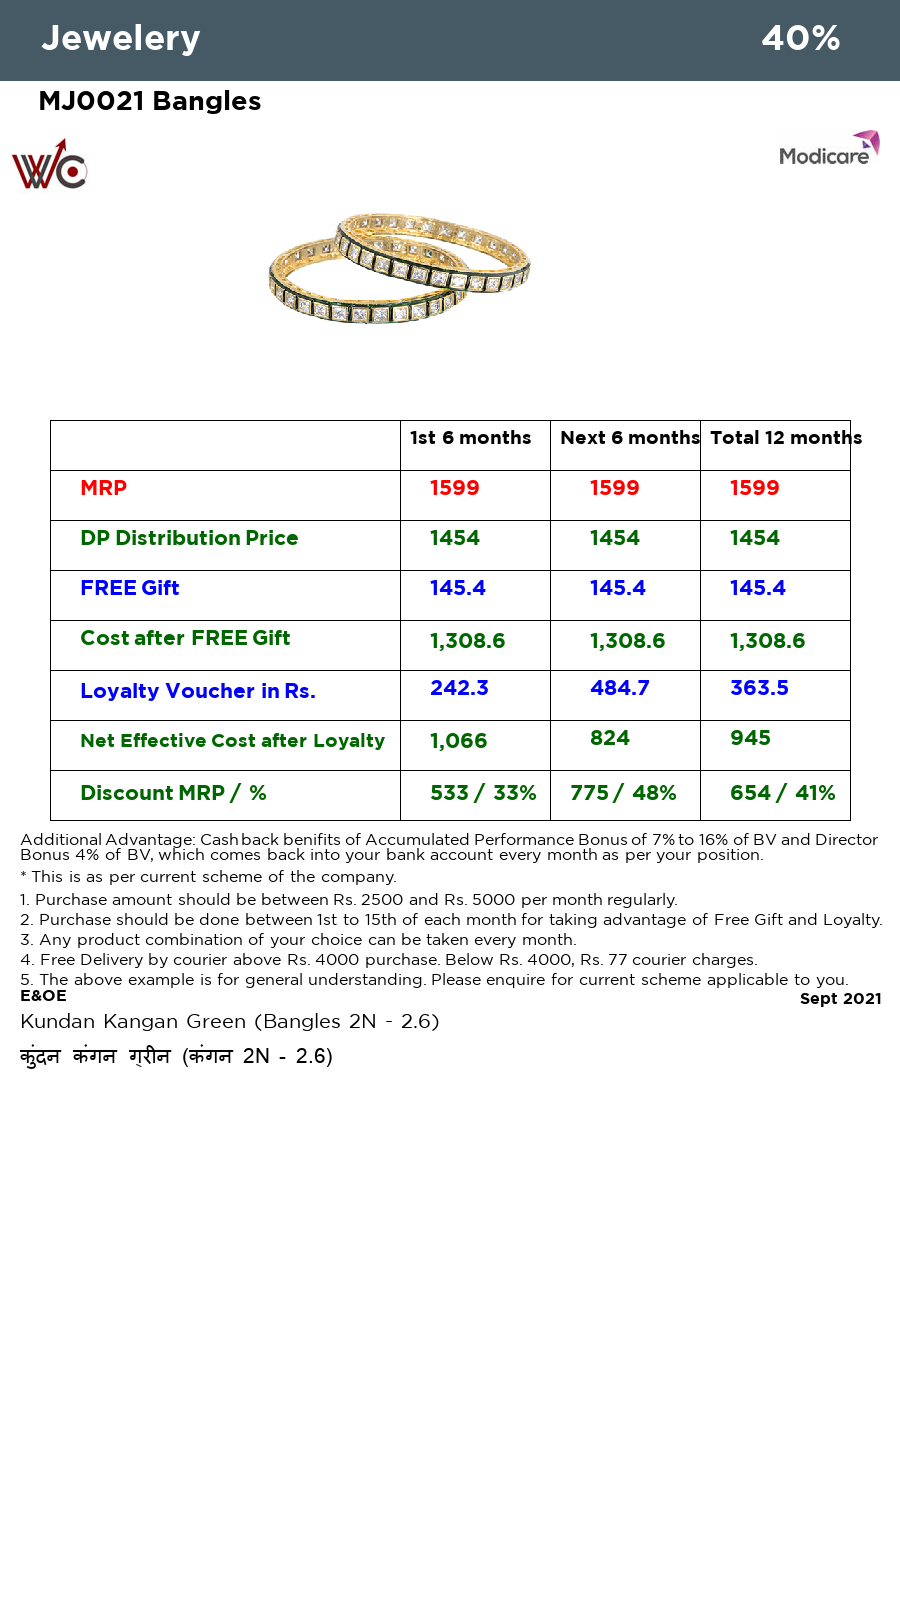 Jewelery 40%
MJ0021 Bangles
WC
Modicare
1st 6 months Next 6 months Total 12 months
MRP 1599 1599 1599
DP Distribution Price 1454 1454 1454
FREE Gift 145.4 145.4 145.4
Cost after FREE Gift 1,308.6 1,308.6 1,308.6
Loyalty Voucher in Rs. 242.3 484.7 363.5
Net Effective Cost after Loyalty 1,066 824 945
Discount MRP / % 533 / 33% 775 / 48% 654 / 41%
Additional Advantage: Cashback benifits of Accumulated Performance Bonus of 7% to 16% of BV and Director
Bonus 4% of BV, which comes back into your bank account every month as per your position.
* This is as per current scheme of the company.
1. Purchase amount should be between Rs. 2500 and Rs. 5000 per month regularly.
2. Purchase should be done between 1st to 15th of each month for taking advantage of Free Gift and Loyalty.
3. Any product combination of your choice can be taken every month.
4. Free Delivery by courier above Rs. 4000 purchase. Below Rs. 4000, Rs. 77 courier charges.
5. The above example is for general understanding. Please enquire for current scheme applicable to you.
E&OE Sept 2021
Kundan Kangan Green (Bangles 2N - 2.6)
कुंदन कंगन ग्रीन (कंगन 2N - 2.6)